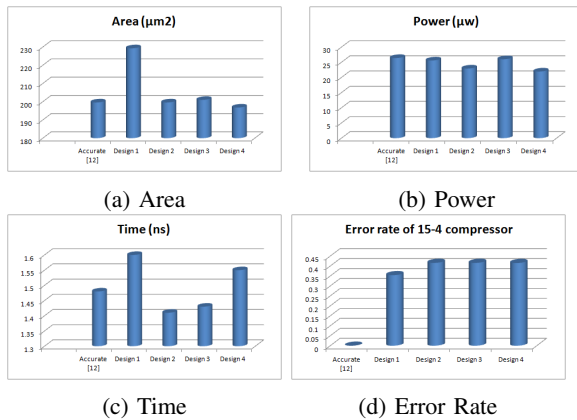 Area (µm2)
230
220
210
200
190
180
Accurate [12]
Design 1
Design 2
Design 3
Design 4
(a) Area
Power (µw)
30
25
20
15
10
5
0
Accurate [12]
Design 1
Design 2
Design 3
Design 4
(b) Power
Time (ns)
1.6
1.55
1.5
1.45
1.4
1.35
1.3
Accurate [12]
Design 1
Design 2
Design 3
Design 4
(c) Time
Error rate of 15-4 compressor
0.45
0.4
0.35
0.3
0.25
0.2
0.15
0.1
0.05
0
Accurate [12]
Design 1
Design 2
Design 3
Design 4
(d) Error Rate